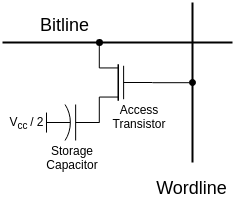 Bitline
Access
Transistor
Vcc / 2
Storage
Capacitor
Wordline